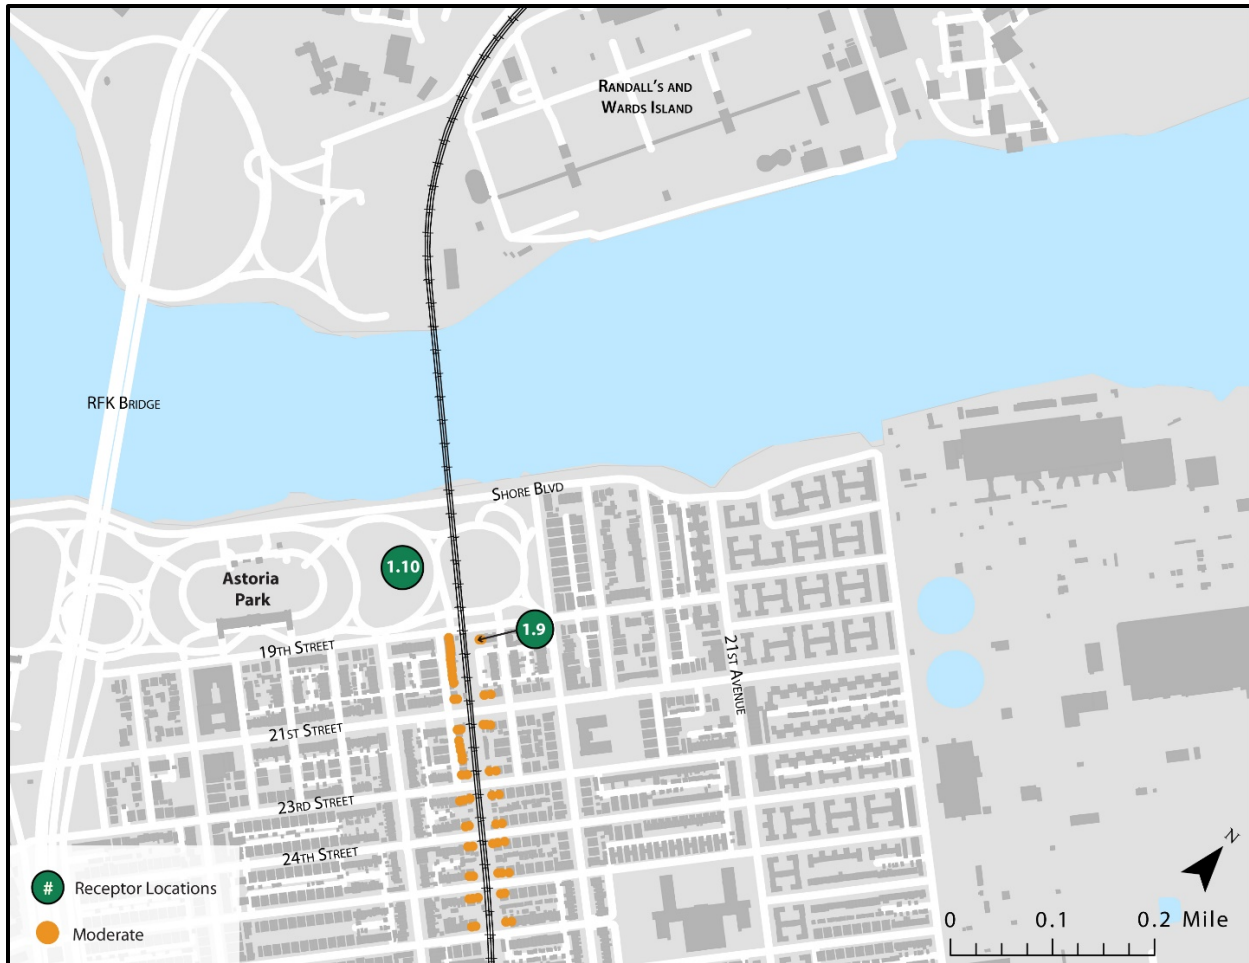 RANDALL'S AND
WARDS ISLAND
RFK BRIDGE
SHORE BLVD
1.10
Astoria
Park
1.9
19TH STREET
21ST AVENUE
21ST STREET
23RD STREET
24TH STREET
# Receptor Locations
Moderate
N
0 0.1 0.2 Mile